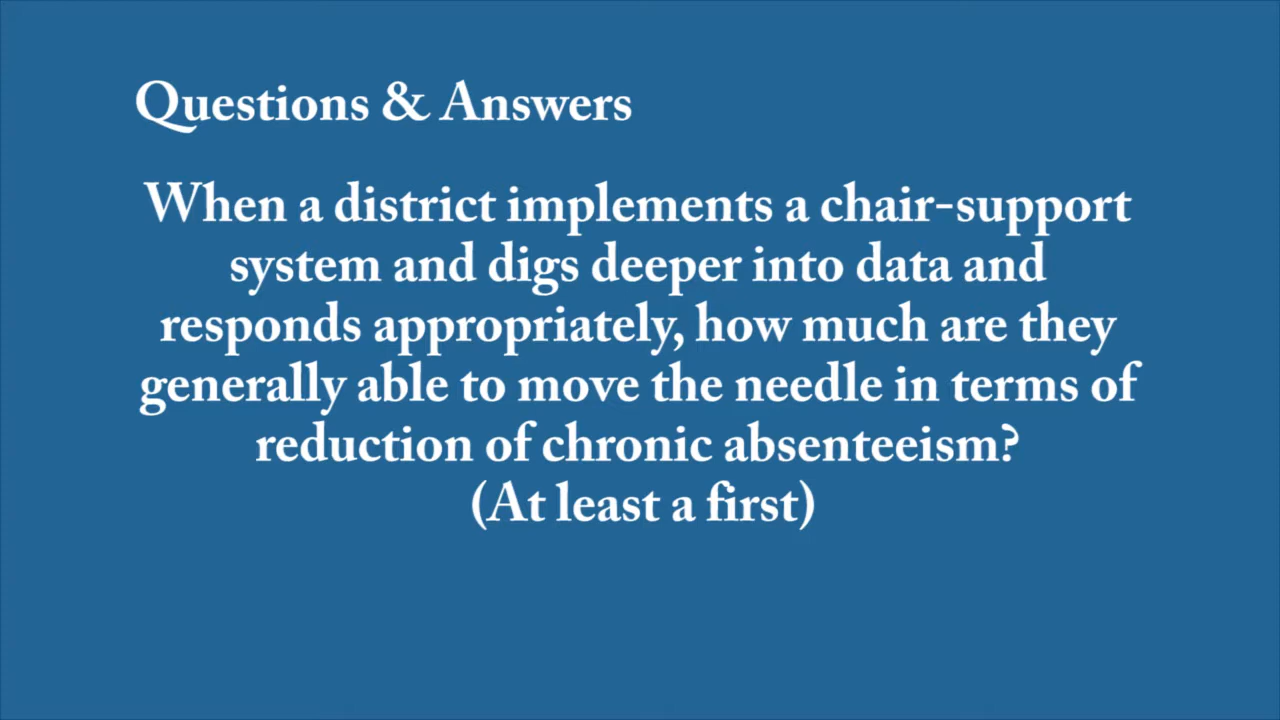 Questions & Answers
When a district implements a chair-support
system and digs deeper into data and
responds appropriately, how much are they
generally able to move the needle in terms of
reduction of chronic absenteeism?
(At least a first)